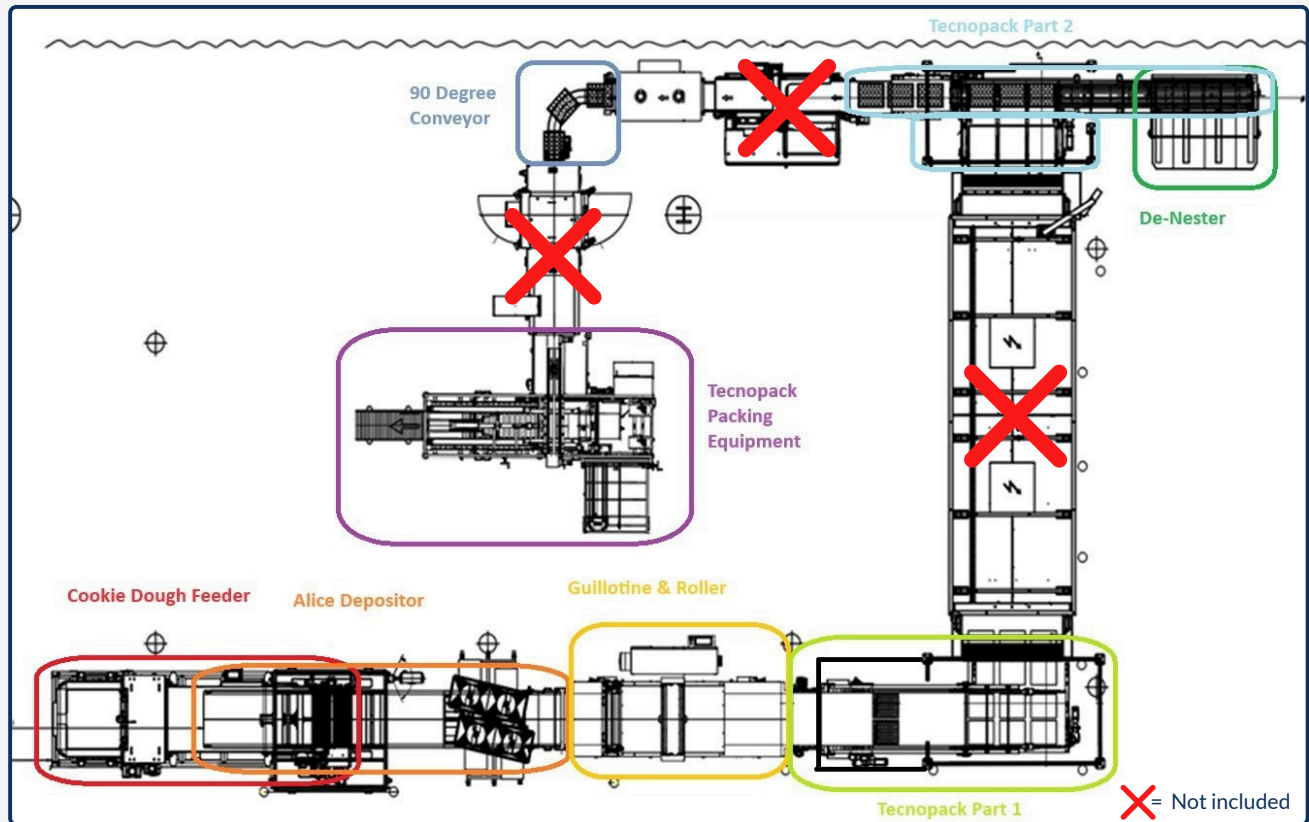 Tecnopack Part 2
90 Degree
Conveyor
De-Nester
Tecnopack
Packing
Equipment
Cookie Dough Feeder
Alice Depositor
Guillotine & Roller
Tecnopack Part 1
= Not included